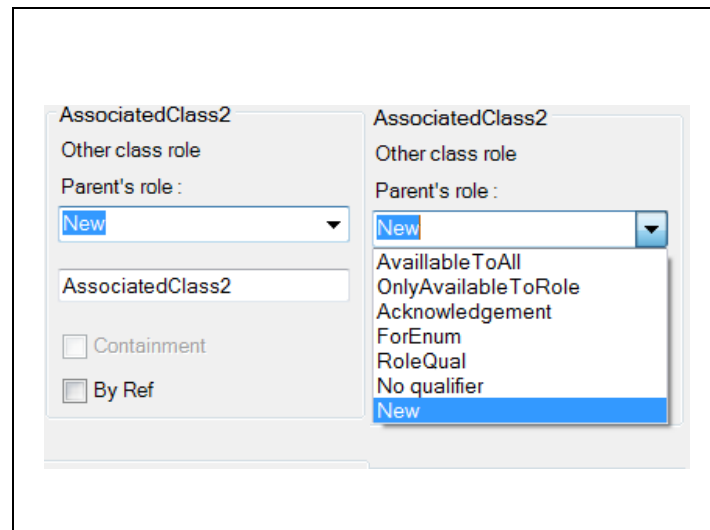 AssociatedClass2
Other class role
Parent's role :
New
AssociatedClass2
Containment
By Ref
AssociatedClass2
Other class role
Parent's role :
New
AvaillableToAll
OnlyAvailableToRole
Acknowledgement
ForEnum
RoleQual
No qualifier
New